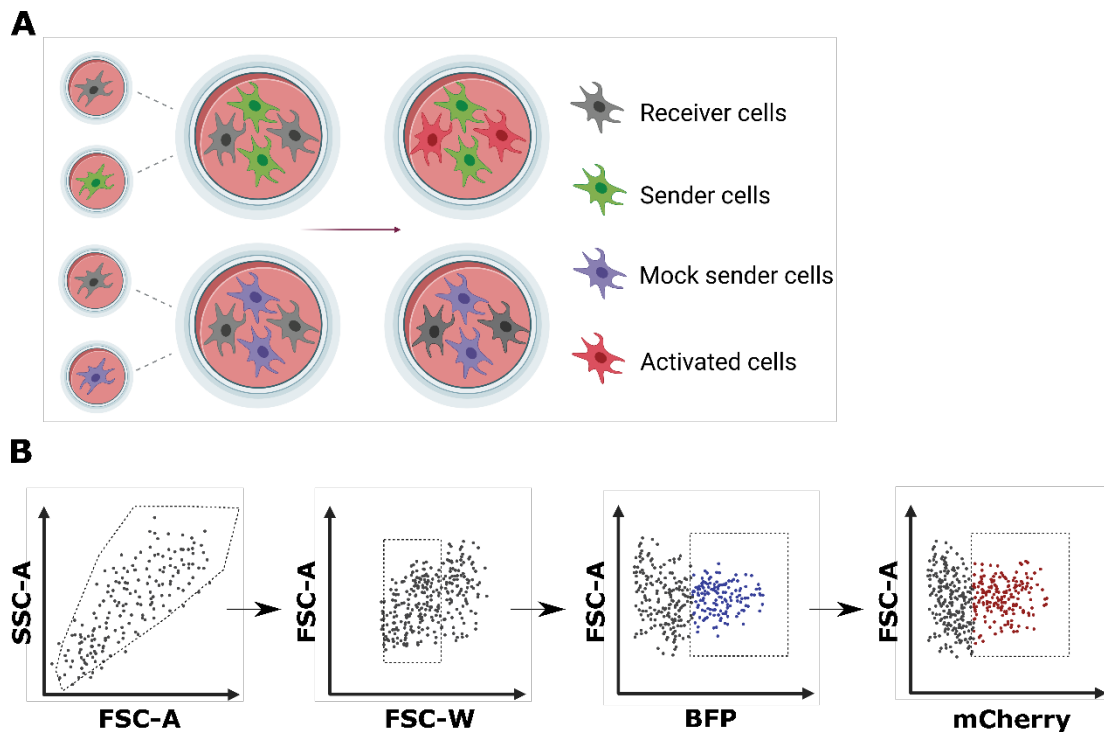 A
Receiver cells
Sender cells
Mock sender cells
Activated cells
B
SSC-A
FSC-A
FSC-A
FSC-W
FSC-A
BFP
FSC-A
mCherry